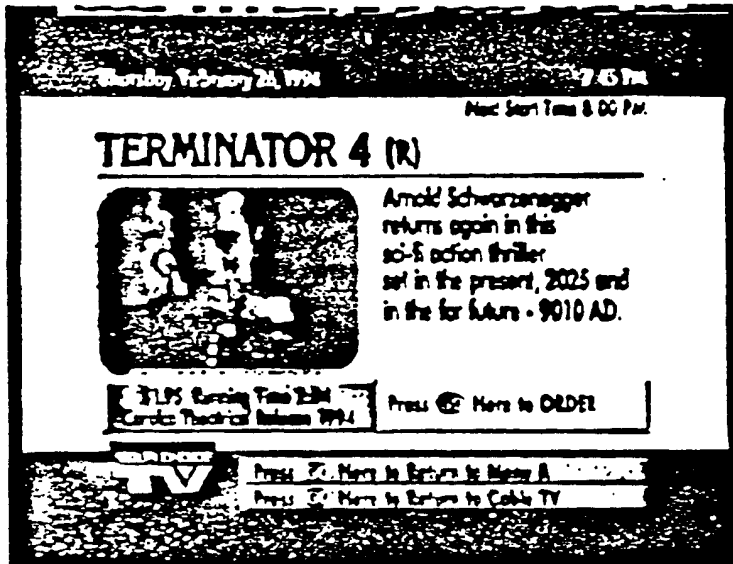 Thursday February 24, 1994
7:45 PM
Next Start Time 8:00 P.M.
TERMINATOR 4 (R)
Arnold Schwarzenegger
returns again in this
sci-fi action thriller
set in the present, 2025 and
in the far future - 9010 AD.
Running Time
Theatrical Release 1994
Press Here to ORDER
TV
Press Here to Return to Menu A
Press Here to Return to Cable TV